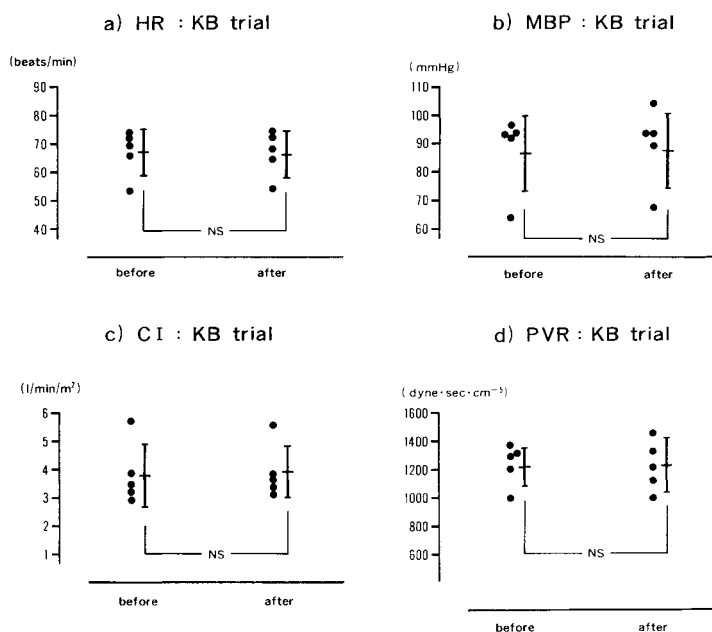 a) HR : KB trial
(beats/min)
90
80
70
60
50
40
NS
before after
b) MBP : KB trial
(mmHg)
110
100
90
80
70
60
NS
before after
c) CI : KB trial
(l/min/m²)
6
5
4
3
2
1
NS
before after
d) PVR : KB trial
(dyne·sec·cm⁻⁵)
1600
1400
1200
1000
800
600
NS
before after